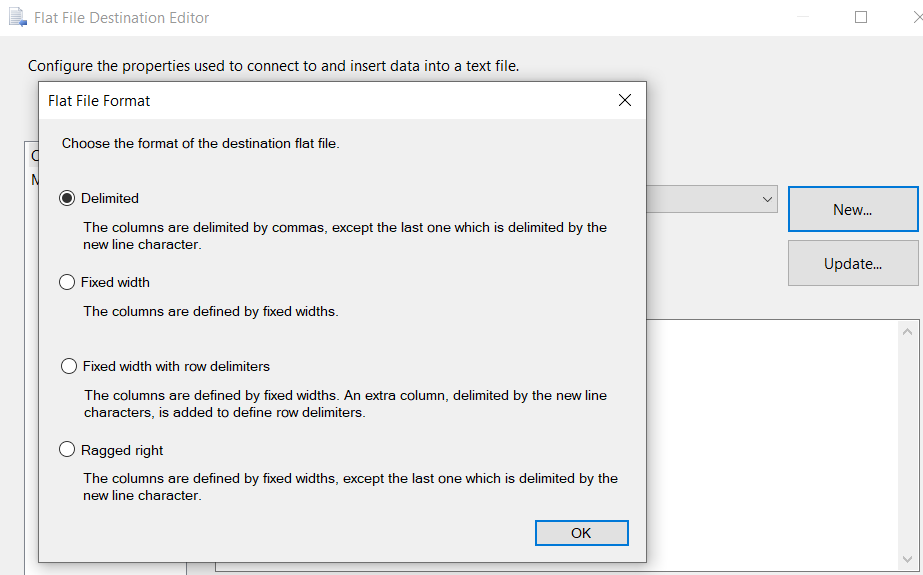 Flat File Destination Editor
Configure the properties used to connect to and insert data into a text file.
Flat File Format
Choose the format of the destination flat file.
Delimited
The columns are delimited by commas, except the last one which is delimited by the
new line character.
Fixed width
The columns are defined by fixed widths.
Fixed width with row delimiters
The columns are defined by fixed widths. An extra column, delimited by the new line
characters, is added to define row delimiters.
Ragged right
The columns are defined by fixed widths, except the last one which is delimited by the
new line character.
OK
New...
Update...